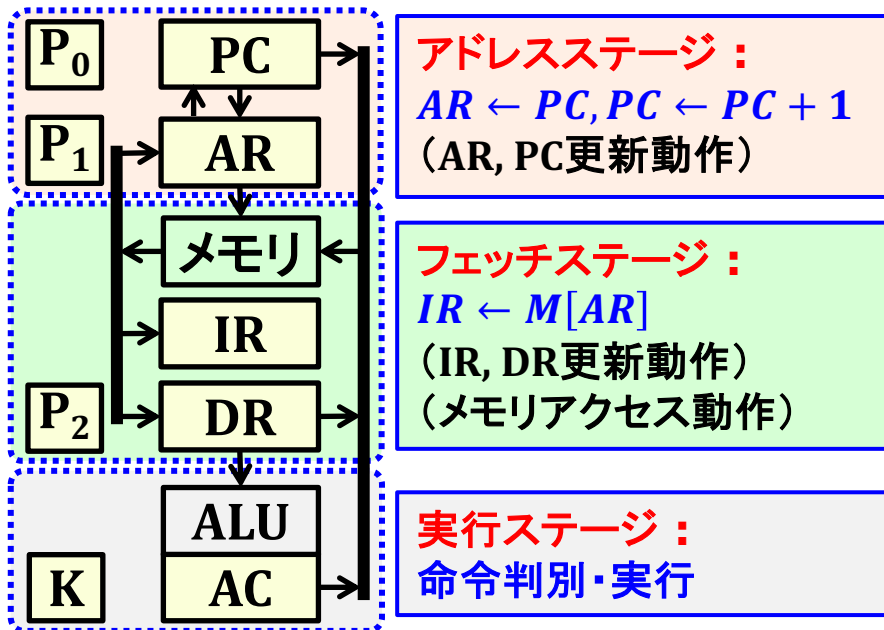 P0
PC
P1
AR
メモリ
IR
P2
DR
ALU
K
AC
アドレスステージ：
AR ← PC, PC ← PC + 1
（AR, PC更新動作）
フェッチステージ：
IR ← M[AR]
（IR, DR更新動作）
（メモリアクセス動作）
実行ステージ：
命令判別・実行